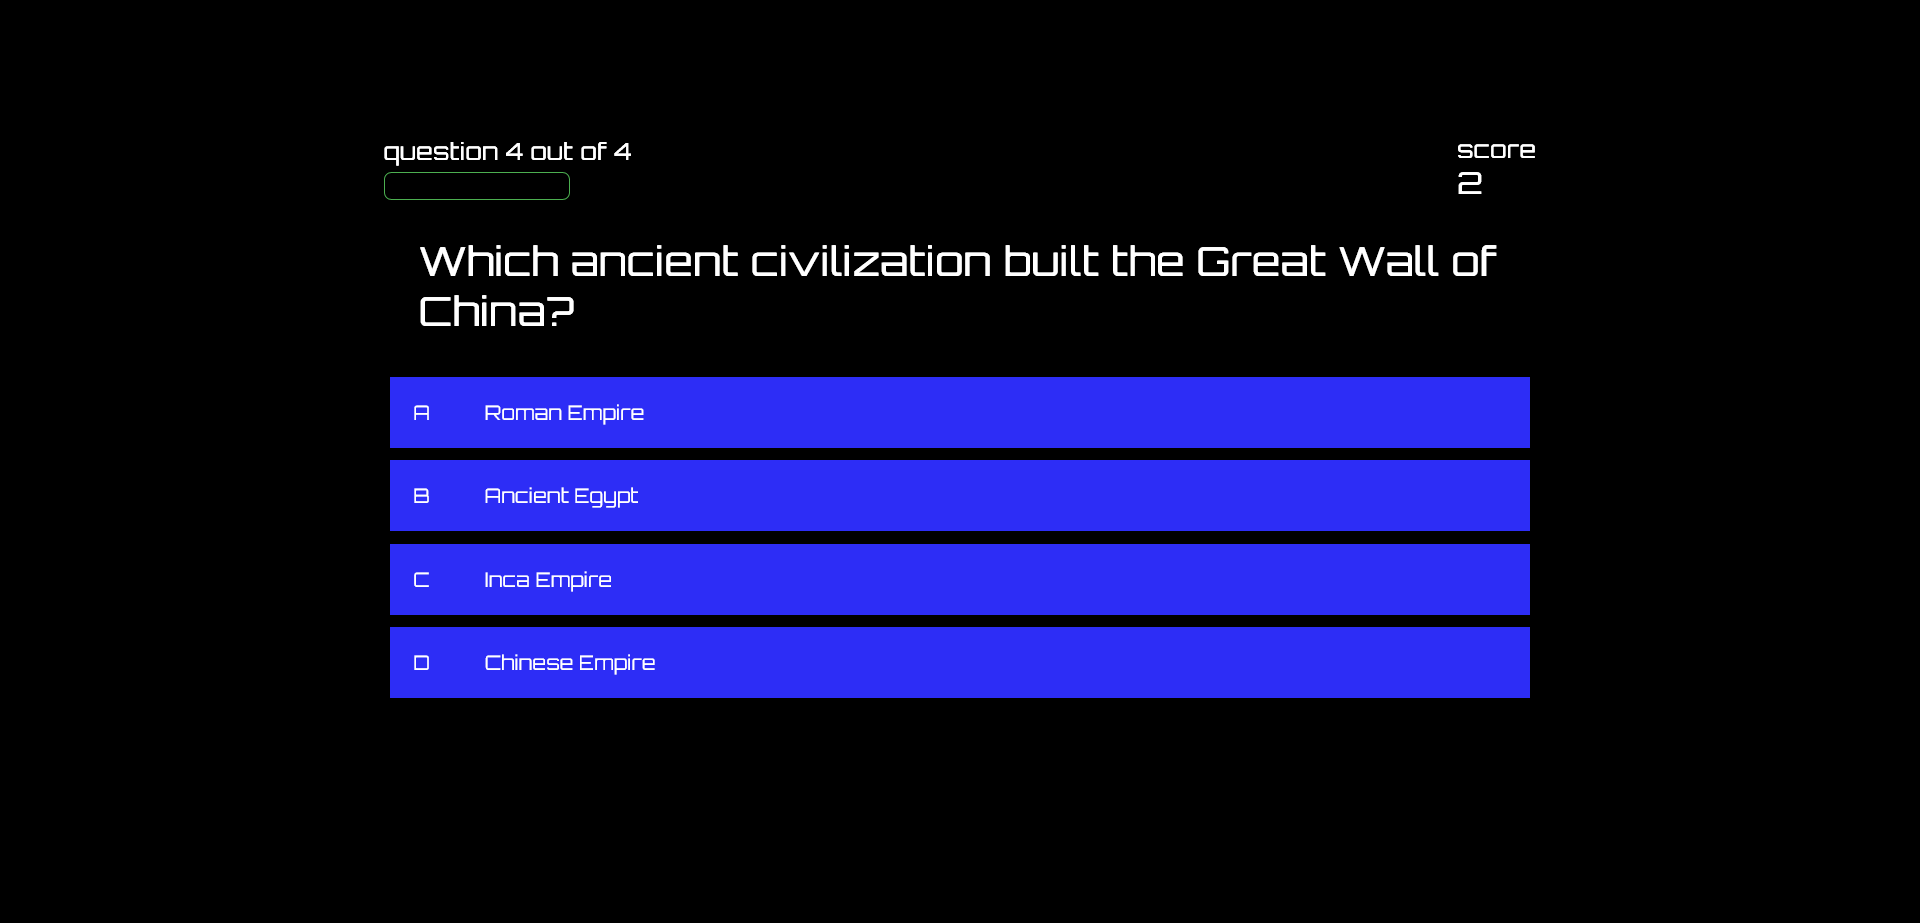 question 4 out of 4
score
2
Which ancient civilization built the Great Wall of
China?
A Roman Empire
B Ancient Egypt
C Inca Empire
D Chinese Empire